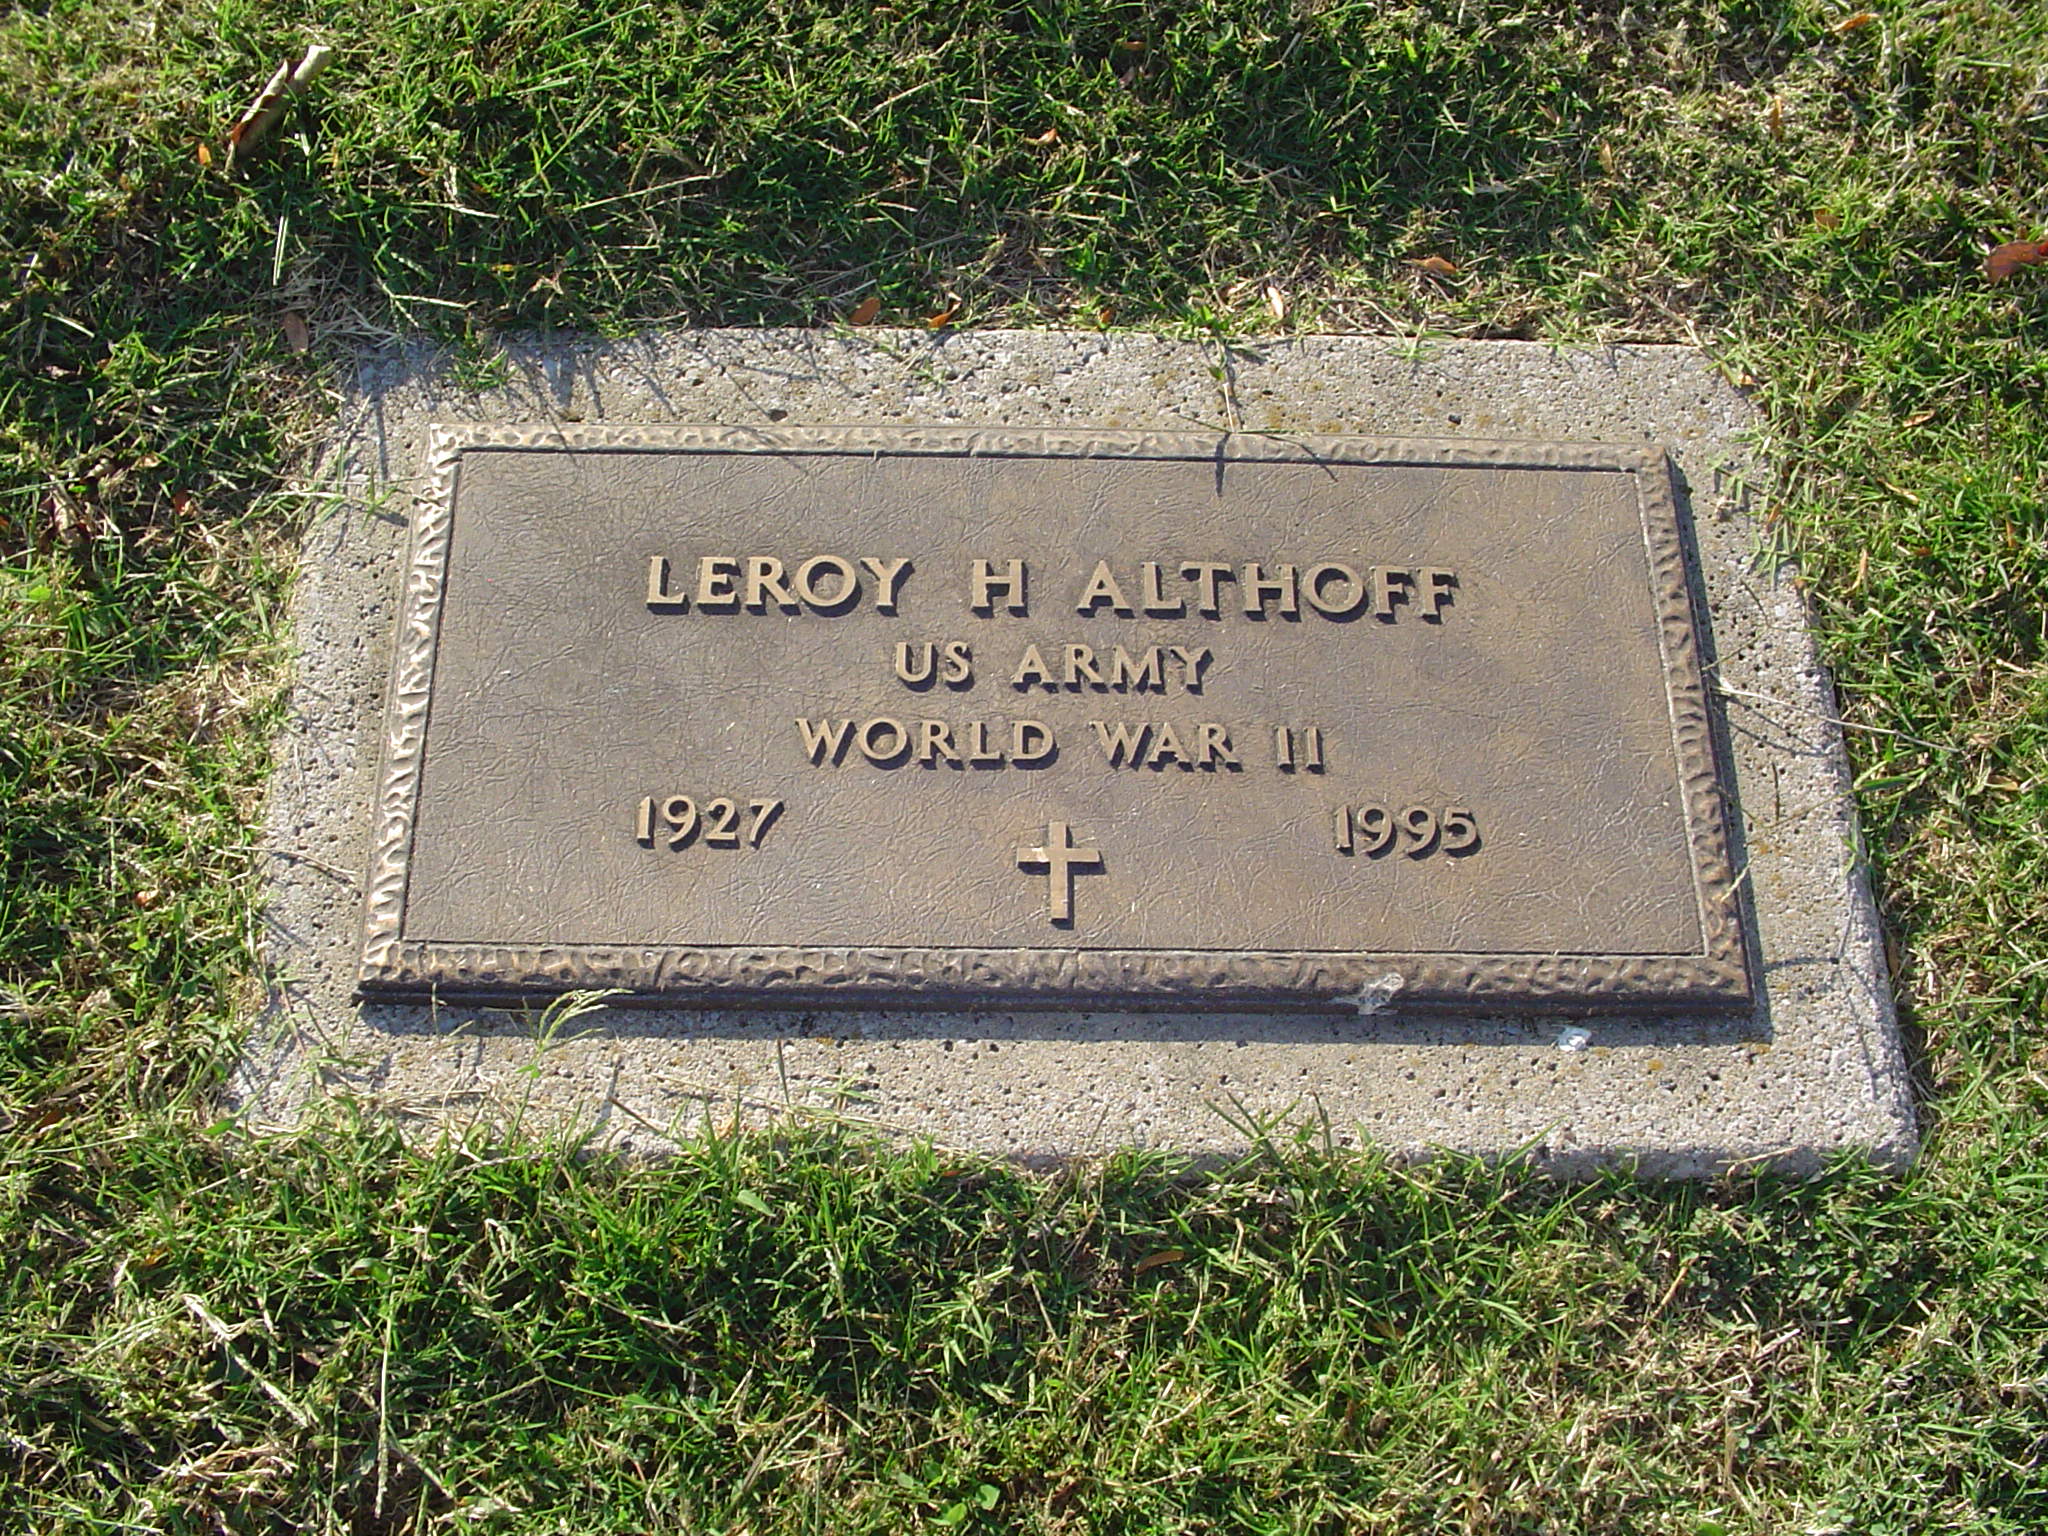 LEROY H ALTHOFF
US ARMY
WORLD WAR II
1927 1995